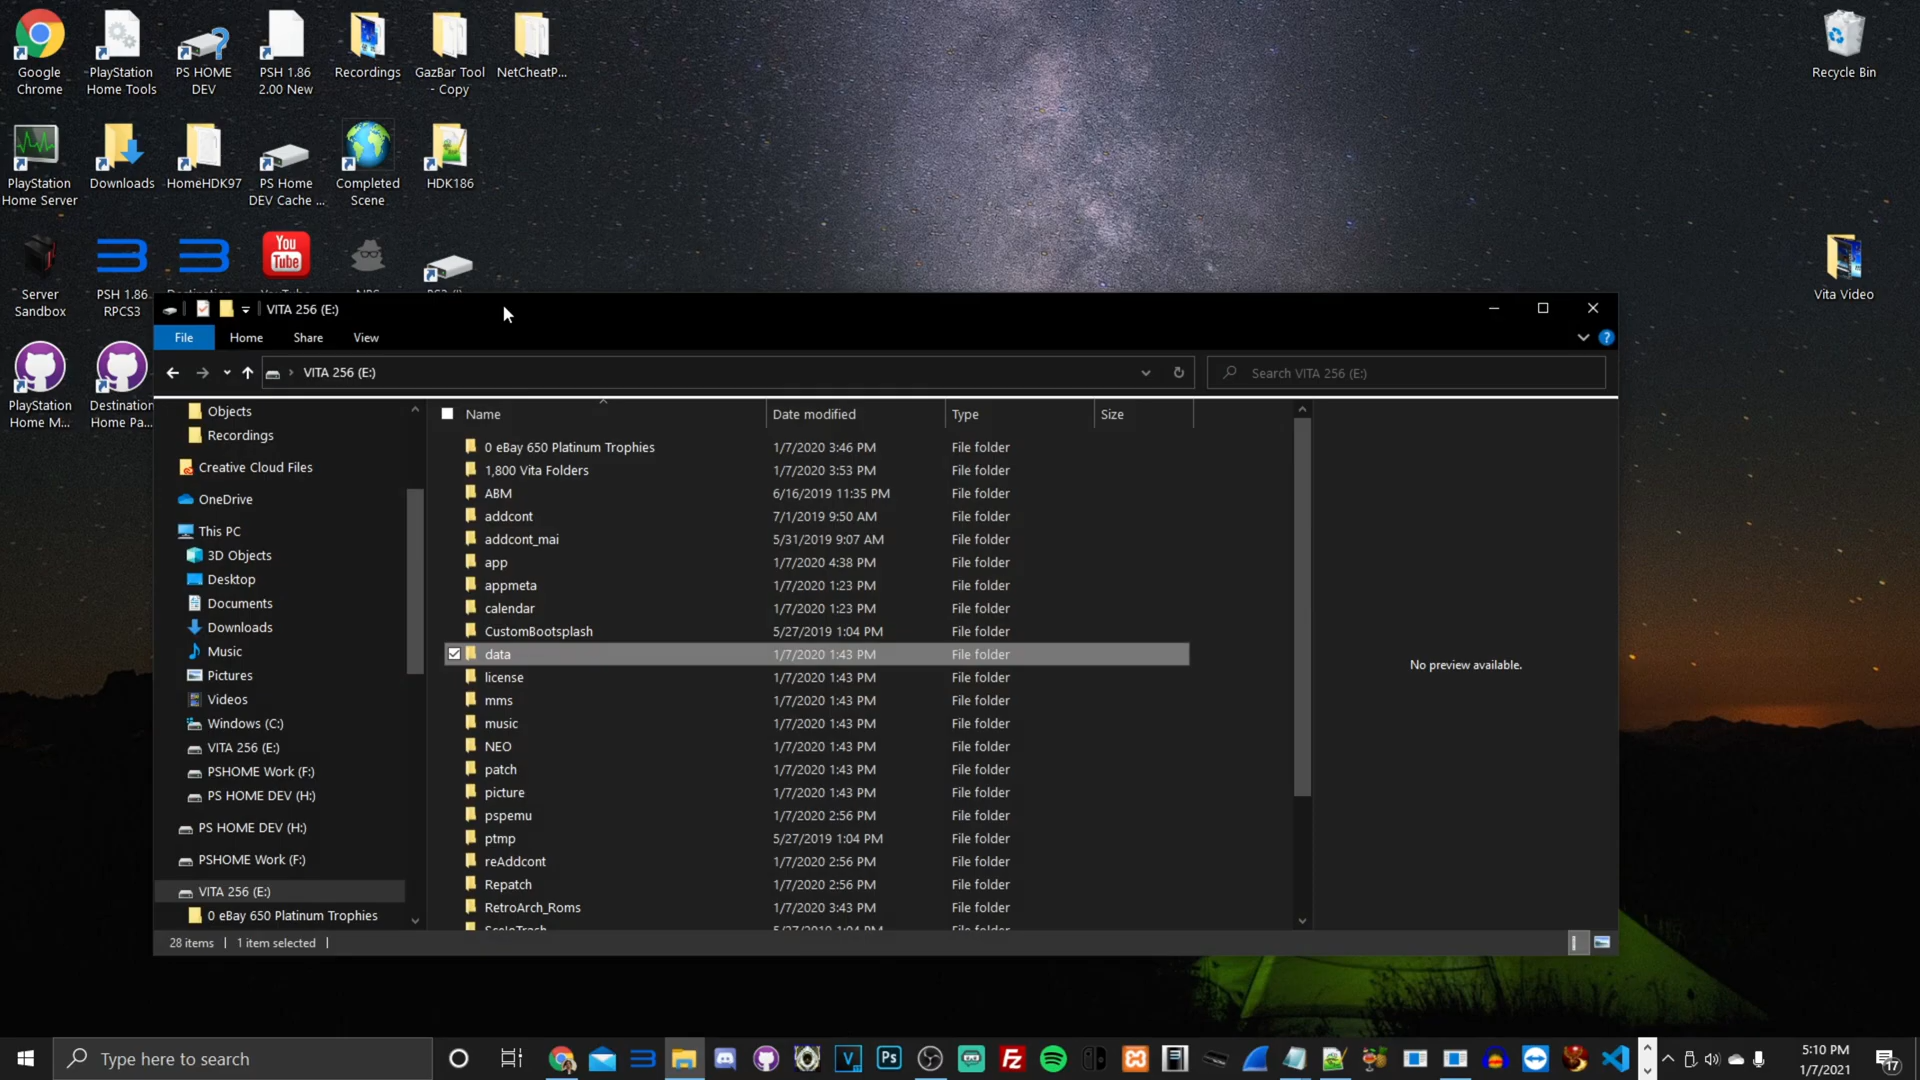 Google
Chrome
PlayStation
Home Tools
PS HOME
DEV
PSH 1.86
2.00 New
Recordings
GazBar Tool
- Copy
NetCheatP...
Recycle Bin
PlayStation
Home Server
Downloads
HomeHDK97
PS Home
DEV Cache ...
Completed
Scene
HDK186
You
Tube
Server
Sandbox
PSH 1.86
RPCS3
Vita Video
PlayStation
Home M...
Destination
Home Pa...
VITA 256 (E:)
File
Home
Share
View
VITA 256 (E:)
Search VITA 256 (E:)
Objects
Recordings
Creative Cloud Files
OneDrive
This PC
3D Objects
Desktop
Documents
Downloads
Music
Pictures
Videos
Windows (C:)
VITA 256 (E:)
PSHOME Work (F:)
PS HOME DEV (H:)
PS HOME DEV (H:)
PSHOME Work (F:)
VITA 256 (E:)
0 eBay 650 Platinum Trophies
Name Date modified Type Size
0 eBay 650 Platinum Trophies 1/7/2020 3:46 PM File folder
1,800 Vita Folders 1/7/2020 3:53 PM File folder
ABM 6/16/2019 11:35 PM File folder
addcont 7/1/2019 9:50 AM File folder
addcont_mai 5/31/2019 9:07 AM File folder
app 1/7/2020 4:38 PM File folder
appmeta 1/7/2020 1:23 PM File folder
calendar 1/7/2020 1:23 PM File folder
CustomBootsplash 5/27/2019 1:04 PM File folder
data 1/7/2020 1:43 PM File folder
license 1/7/2020 1:43 PM File folder
mms 1/7/2020 1:43 PM File folder
music 1/7/2020 1:43 PM File folder
NEO 1/7/2020 1:43 PM File folder
patch 1/7/2020 1:43 PM File folder
picture 1/7/2020 1:43 PM File folder
pspemu 1/7/2020 2:56 PM File folder
ptmp 5/27/2019 1:04 PM File folder
reAddcont 1/7/2020 2:56 PM File folder
Repatch 1/7/2020 2:56 PM File folder
RetroArch_Roms 1/7/2020 3:43 PM File folder
No preview available.
28 items
1 item selected
Type here to search
V
Ps
FZ
5:10 PM
1/7/2021
17